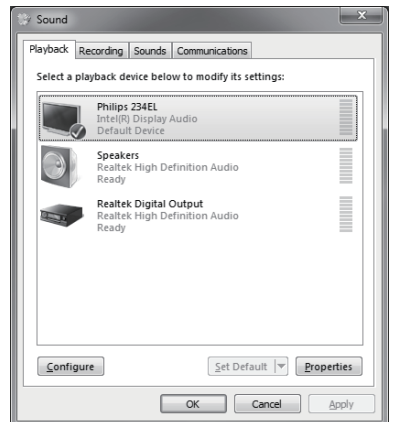 Sound
Playback Recording Sounds Communications
Select a playback device below to modify its settings:
Philips 234EL
Intel(R) Display Audio
Default Device
Speakers
Realtek High Definition Audio
Ready
Realtek Digital Output
Realtek High Definition Audio
Ready
Configure Set Default Properties
OK Cancel Apply